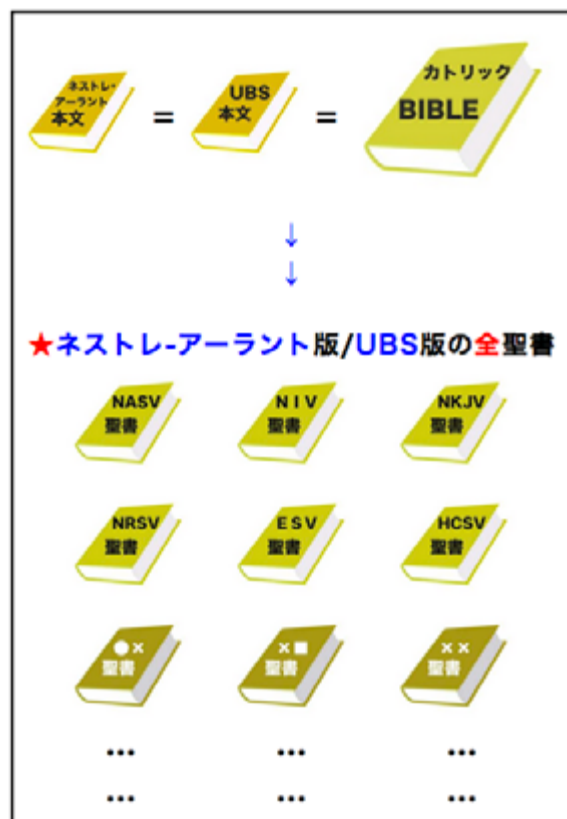 ネストレ-
アーラント
本文
=
UBS
本文
=
カトリック
BIBLE
↓
↓
★ネストレ-アーラント版/UBS版の全聖書
NASV
聖書
NIV
聖書
NKJV
聖書
NRSV
聖書
ESV
聖書
HCSV
聖書
●×
聖書
×■
聖書
××
聖書
… … …
… … …